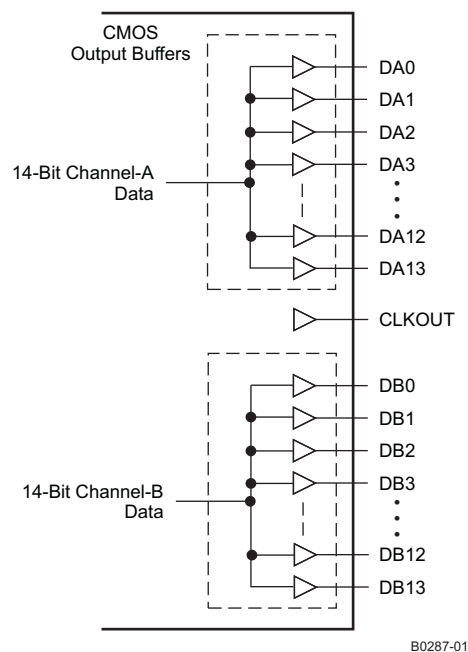 CMOS
Output Buffers
DA0
DA1
DA2
14-Bit Channel-A
Data
DA3
DA12
DA13
CLKOUT
DB0
DB1
DB2
14-Bit Channel-B
Data
DB3
DB12
DB13
B0287-01